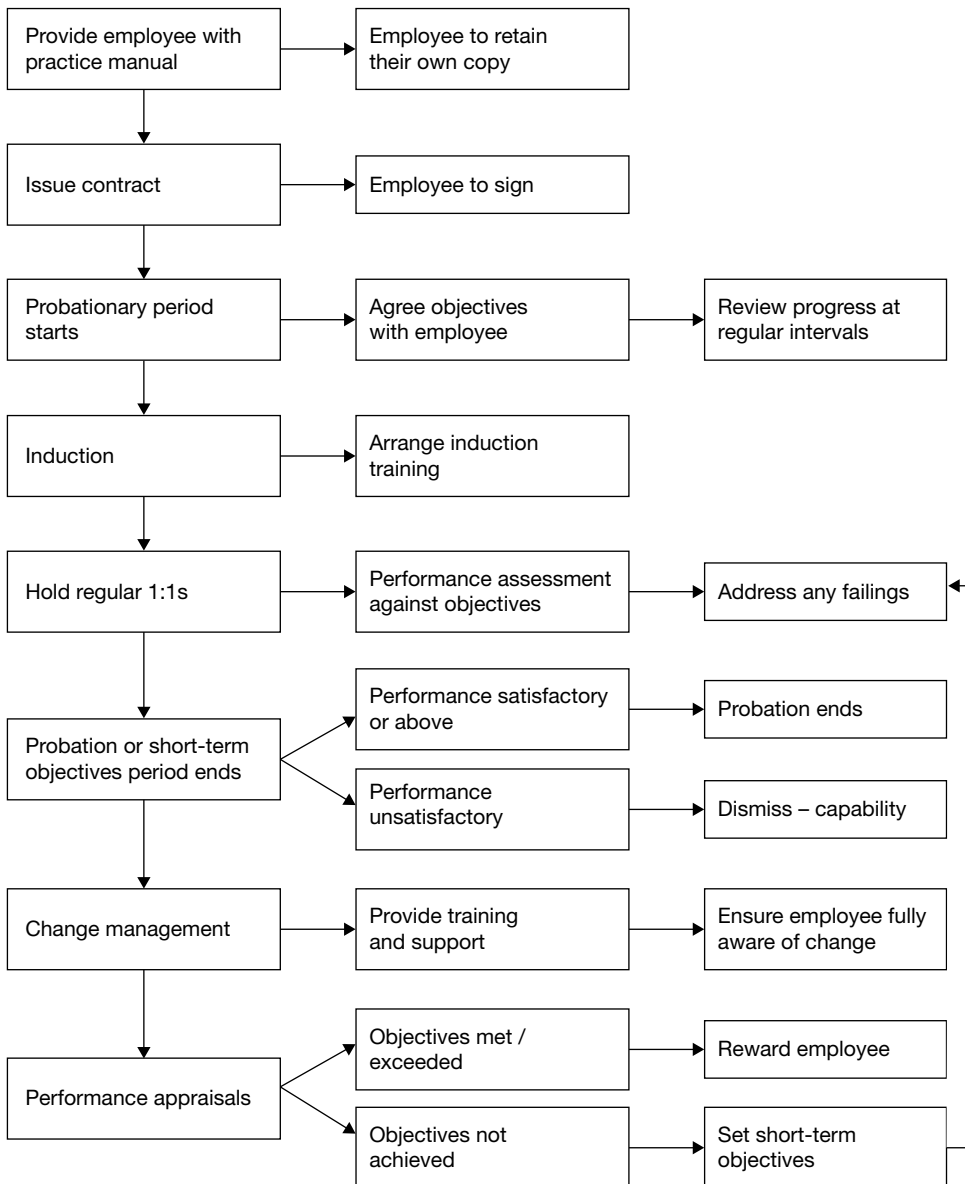 Provide employee with
practice manual
Employee to retain
their own copy
Issue contract
Employee to sign
Probationary period
starts
Agree objectives
with employee
Review progress at
regular intervals
Induction
Arrange induction
training
Hold regular 1:1s
Performance assessment
against objectives
Address any failings
Probation or short-term
objectives period ends
Performance satisfactory
or above
Probation ends
Performance
unsatisfactory
Dismiss – capability
Change management
Provide training
and support
Ensure employee fully
aware of change
Performance appraisals
Objectives met /
exceeded
Reward employee
Objectives not
achieved
Set short-term
objectives